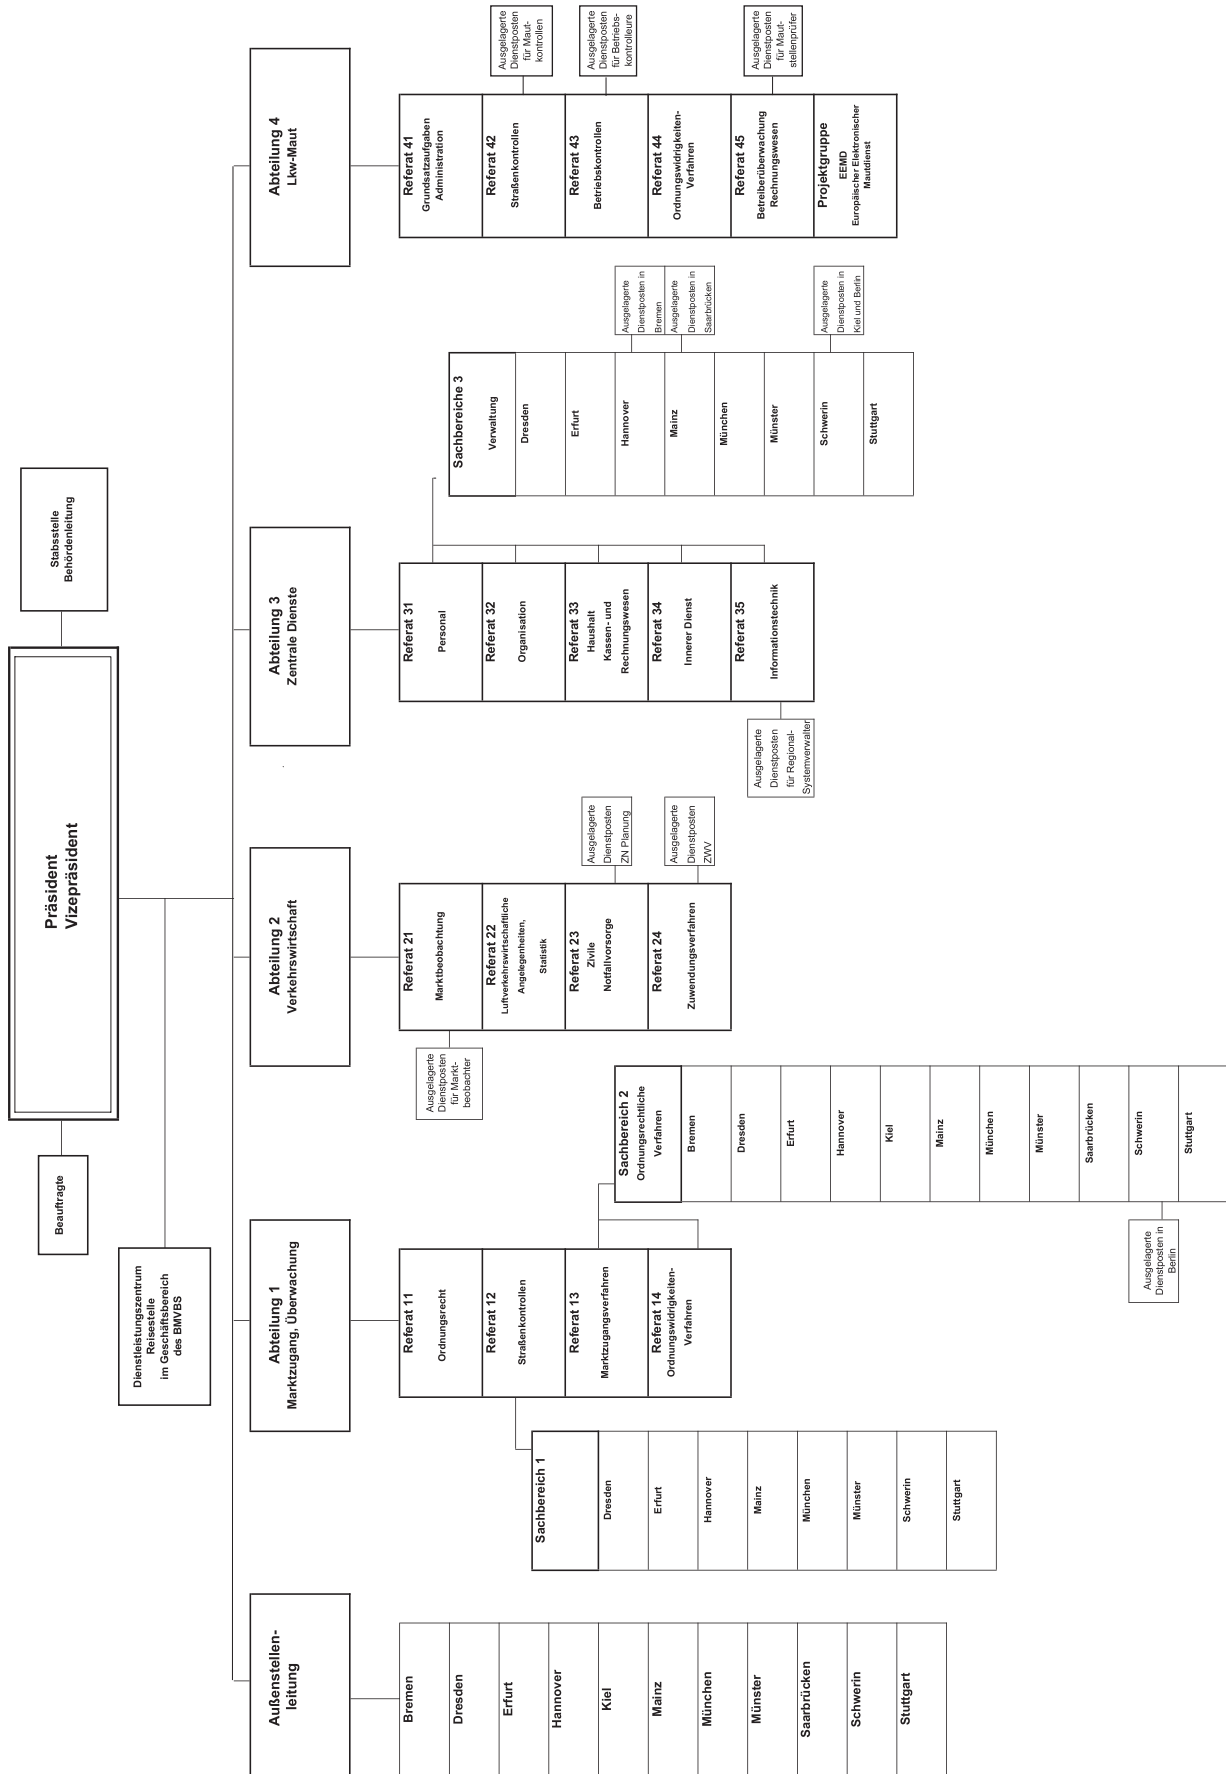 Präsident
Vizepräsident
Beauftragte
Stabsstelle
Behördenleitung
Dienstleistungszentrum
Reisestelle
im Geschäftsbereich
des BMVBS
Außenstellen-
leitung
Bremen
Dresden
Erfurt
Hannover
Kiel
Mainz
München
Münster
Saarbrücken
Schwerin
Stuttgart
Abteilung 1
Marktzugang, Überwachung
Referat 11
Ordnungsrecht
Referat 12
Straßenkontrollen
Referat 13
Marktzugangsverfahren
Referat 14
Ordnungswidrigkeiten-
Verfahren
Sachbereich 1
Dresden
Erfurt
Hannover
Mainz
München
Münster
Schwerin
Stuttgart
Sachbereich 2
Ordnungsrechtliche
Verfahren
Bremen
Dresden
Erfurt
Hannover
Kiel
Mainz
München
Münster
Saarbrücken
Schwerin
Stuttgart
Ausgelagerte
Dienstposten in
Berlin
Abteilung 2
Verkehrswirtschaft
Referat 21
Marktbeobachtung
Referat 22
Luftverkehrswirtschaftliche
Angelegenheiten,
Statistik
Referat 23
Zivile
Notfallvorsorge
Referat 24
Zuwendungsverfahren
Ausgelagerte
Dienstposten
für Markt-
beobachter
Ausgelagerte
Dienstposten
ZN Planung
Ausgelagerte
Dienstposten
ZWV
Abteilung 3
Zentrale Dienste
Referat 31
Personal
Referat 32
Organisation
Referat 33
Haushalt
Kassen- und
Rechnungswesen
Referat 34
Innerer Dienst
Referat 35
Informationstechnik
Ausgelagerte
Dienstposten
für Regional-
Systemverwalter
Sachbereiche 3
Verwaltung
Dresden
Erfurt
Hannover
Mainz
München
Münster
Schwerin
Stuttgart
Ausgelagerte
Dienstposten in
Bremen
Ausgelagerte
Dienstposten in
Saarbrücken
Ausgelagerte
Dienstposten in
Kiel und Berlin
Abteilung 4
Lkw-Maut
Referat 41
Grundsatzaufgaben
Administration
Referat 42
Straßenkontrollen
Referat 43
Betriebskontrollen
Referat 44
Ordnungswidrigkeiten-
Verfahren
Referat 45
Betreiberüberwachung
Rechnungswesen
Projektgruppe
EEMD
Europäischer Elektronischer
Mautdienst
Ausgelagerte
Dienstposten
für Maut-
kontrollen
Ausgelagerte
Dienstposten
für Betriebs-
kontrolleure
Ausgelagerte
Dienstposten
für Maut-
stellenprüfer